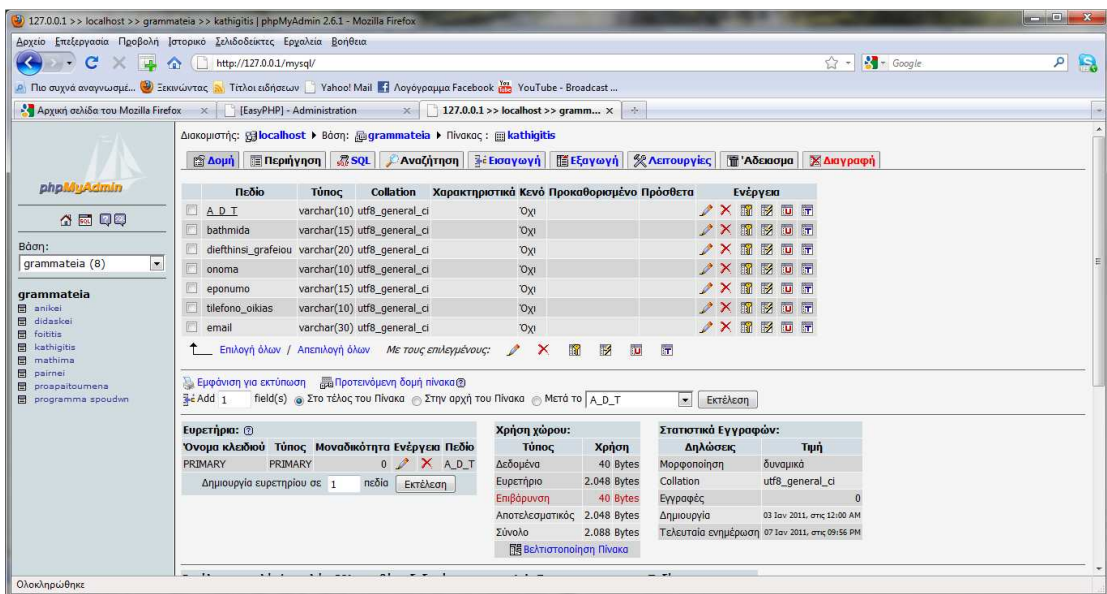 127.0.0.1 >> localhost >> grammateia >> kathigitis | phpMyAdmin 2.6.1 - Mozilla Firefox
Αρχείο Επεξεργασία Προβολή Ιστορικό Σελιδοδείκτες Εργαλεία Βοήθεια
http://127.0.0.1/mysql/ Google
Πιο συχνά αναγνωσμέ... Ξεκινώντας Τίτλοι ειδήσεων Yahoo! Mail Λογόγραμμα Facebook YouTube - Broadcast ...
Αρχική σελίδα του Mozilla Firefox [EasyPHP] - Administration 127.0.0.1 >> localhost >> gramm...
phpMyAdmin
Βάση:
grammateia (8)
grammateia
anikei
didaskei
foititis
kathigitis
mathima
pairnei
proapaitoumena
programma spoudwn
Διακομιστής: localhost Βάση: grammateia Πίνακας : kathigitis
Δομή Περιήγηση SQL Αναζήτηση Εισαγωγή Εξαγωγή Λειτουργίες 'Αδειασμα Διαγραφή
Πεδίο Τύπος Collation Χαρακτηριστικά Κενό Προκαθορισμένο Πρόσθετα Ενέργεια
A_D_T varchar(10) utf8_general_ci 'Οχι
bathmida varchar(15) utf8_general_ci 'Οχι
diefthinsi_grafeiou varchar(20) utf8_general_ci 'Οχι
onoma varchar(10) utf8_general_ci 'Οχι
eponumo varchar(15) utf8_general_ci 'Οχι
tilefono_oikias varchar(10) utf8_general_ci 'Οχι
email varchar(30) utf8_general_ci 'Οχι
Επιλογή όλων / Απεπιλογή όλων Με τους επιλεγμένους:
Εμφάνιση για εκτύπωση Προτεινόμενη δομή πίνακα
Add 1 field(s) Στο τέλος του Πίνακα Στην αρχή του Πίνακα Μετά το A_D_T Εκτέλεση
Ευρετήρια:
Όνομα κλειδιού Τύπος Μοναδικότητα Ενέργεια Πεδίο
PRIMARY PRIMARY 0 A_D_T
Δημιουργία ευρετηρίου σε 1 πεδία Εκτέλεση
Χρήση χώρου:
Τύπος Χρήση
Δεδομένα 40 Bytes
Ευρετήριο 2.048 Bytes
Επιβάρυνση 40 Bytes
Αποτελεσματικός 2.048 Bytes
Σύνολο 2.088 Bytes
Βελτιστοποίηση Πίνακα
Στατιστικά Εγγραφών:
Δηλώσεις Τιμή
Μορφοποίηση δυναμικά
Collation utf8_general_ci
Εγγραφές 0
Δημιουργία 03 Ιαν 2011, στις 12:00 AM
Τελευταία ενημέρωση 07 Ιαν 2011, στις 09:56 PM
Ολοκληρώθηκε